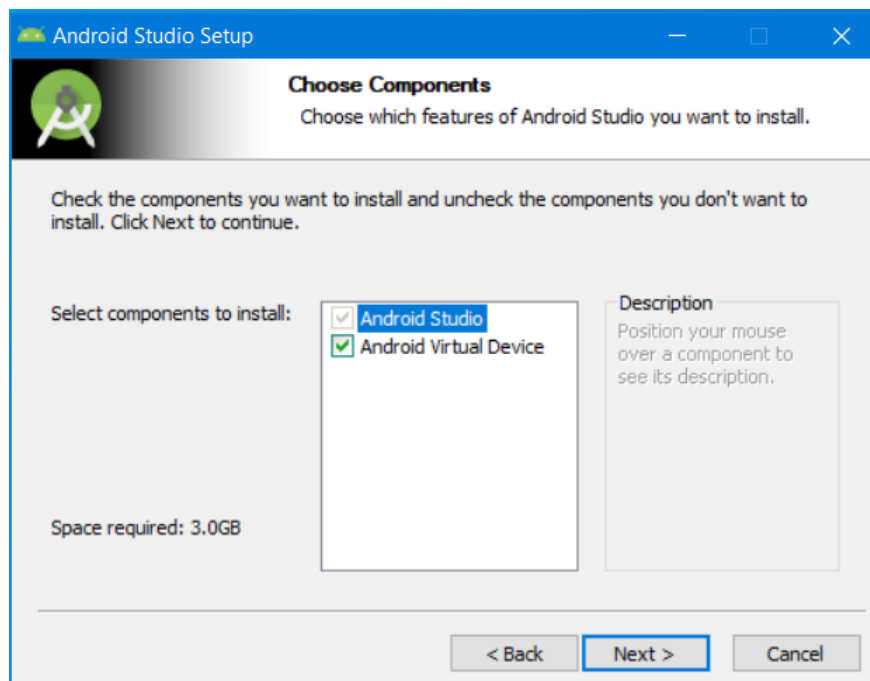 Android Studio Setup
Choose Components
Choose which features of Android Studio you want to install.
Check the components you want to install and uncheck the components you don't want to
install. Click Next to continue.
Select components to install:
Android Studio
Android Virtual Device
Description
Position your mouse
over a component to
see its description.
Space required: 3.0GB
< Back
Next >
Cancel